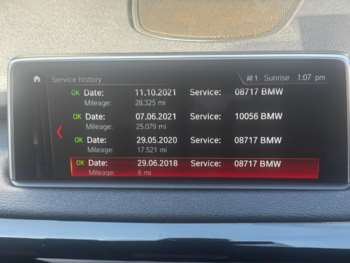 Service history #1 Sunrise 1:07 pm
OK Date: 11.10.2021 Service: 08717 BMW
Mileage: 28.325 mi
OK Date: 07.06.2021 Service: 10056 BMW
Mileage: 25.079 mi
OK Date: 29.05.2020 Service: 08717 BMW
Mileage: 17.521 mi
OK Date: 29.06.2018 Service: 08717 BMW
Mileage: 6 mi